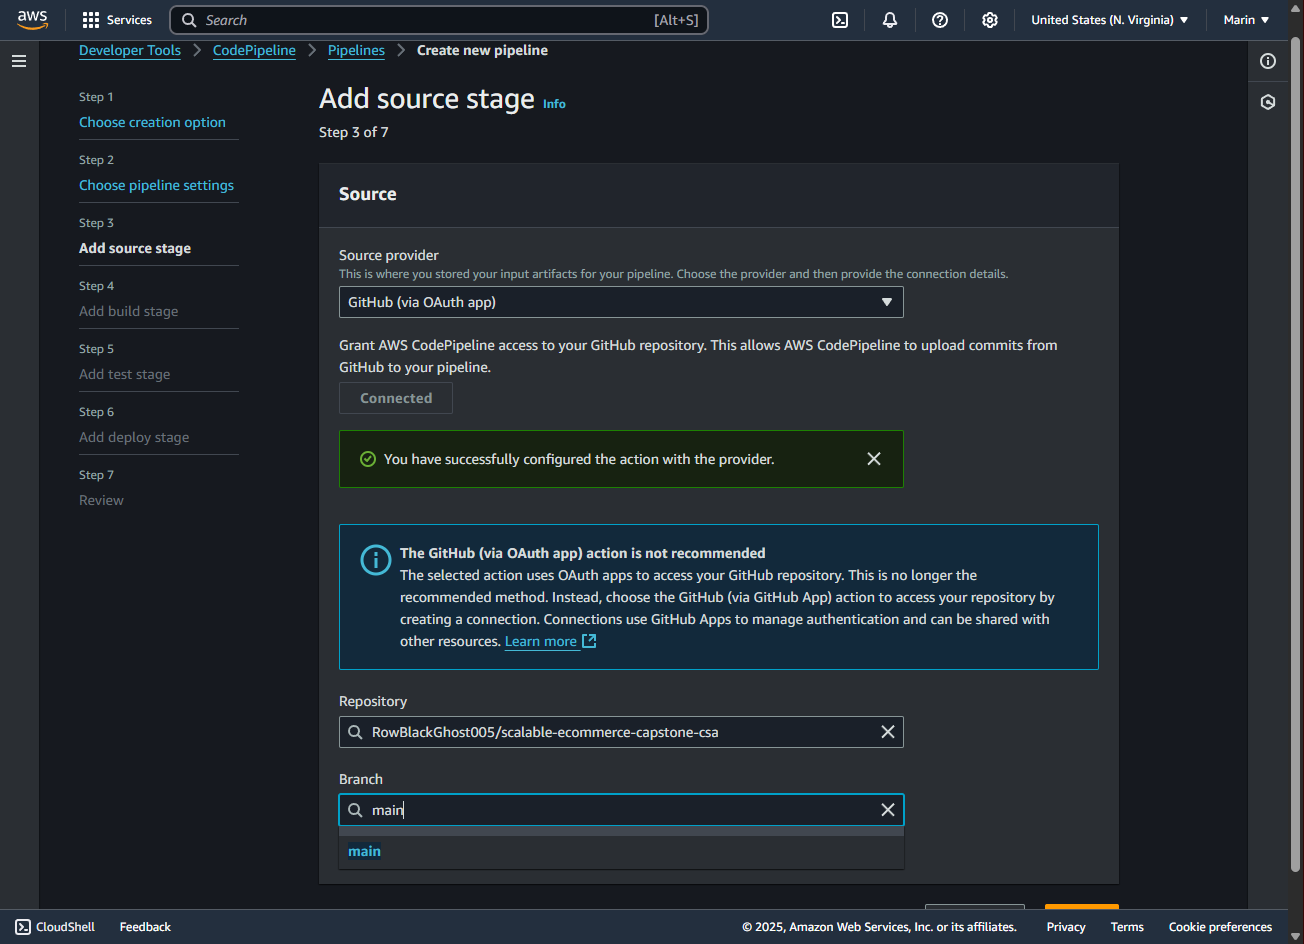 aws
Services
Search
[Alt+S]
United States (N. Virginia)
Marin
Developer Tools
CodePipeline
Pipelines
Create new pipeline
Step 1
Choose creation option
Step 2
Choose pipeline settings
Step 3
Add source stage
Step 4
Add build stage
Step 5
Add test stage
Step 6
Add deploy stage
Step 7
Review
Add source stage Info
Step 3 of 7
Source
Source provider
This is where you stored your input artifacts for your pipeline. Choose the provider and then provide the connection details.
GitHub (via OAuth app)
Grant AWS CodePipeline access to your GitHub repository. This allows AWS CodePipeline to upload commits from
GitHub to your pipeline.
Connected
You have successfully configured the action with the provider.
The GitHub (via OAuth app) action is not recommended
The selected action uses OAuth apps to access your GitHub repository. This is no longer the
recommended method. Instead, choose the GitHub (via GitHub App) action to access your repository by
creating a connection. Connections use GitHub Apps to manage authentication and can be shared with
other resources. Learn more
Repository
RowBlackGhost005/scalable-ecommerce-capstone-csa
Branch
main
main
CloudShell
Feedback
© 2025, Amazon Web Services, Inc. or its affiliates.
Privacy
Terms
Cookie preferences